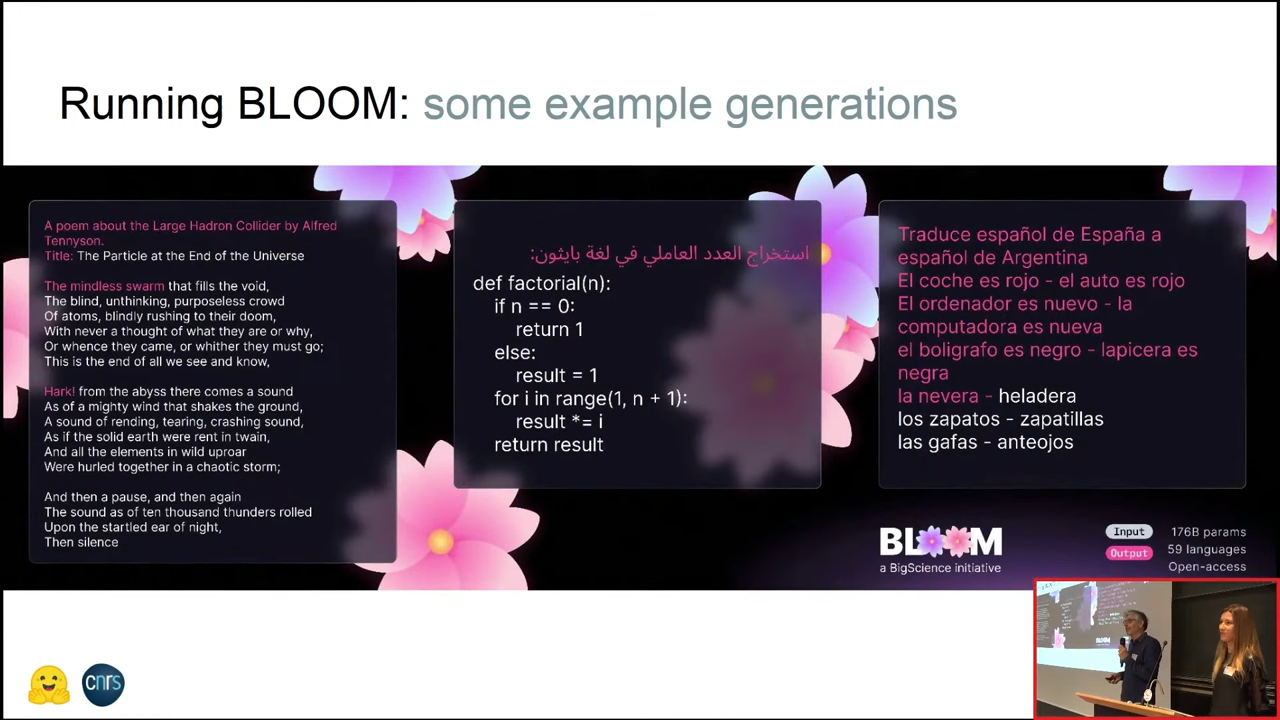 Running BLOOM: some example generations
A poem about the Large Hadron Collider by Alfred
Tennyson.
Title: The Particle at the End of the Universe
The mindless swarm that fills the void,
The blind, unthinking, purposeless crowd
Of atoms, blindly rushing to their doom,
With never a thought of what they are or why,
Or whence they came, or whither they must go;
This is the end of all we see and know,
Hark! from the abyss there comes a sound
As of a mighty wind that shakes the ground,
A sound of rending, tearing, crashing sound,
As if the solid earth were rent in twain,
And all the elements in wild uproar
Were hurled together in a chaotic storm;
And then a pause, and then again
The sound as of ten thousand thunders rolled
Upon the startled ear of night,
Then silence
استخراج العدد العاملي في لغة بايثون:
def factorial(n):
if n == 0:
return 1
else:
result = 1
for i in range(1, n + 1):
result *= i
return result
Traduce español de España a
español de Argentina
El coche es rojo - el auto es rojo
El ordenador es nuevo - la
computadora es nueva
el boligrafo es negro - lapicera es
negra
la nevera - heladera
los zapatos - zapatillas
las gafas - anteojos
BLOOM
a BigScience initiative
Input
Output
176B params
59 languages
Open-access
cnrs